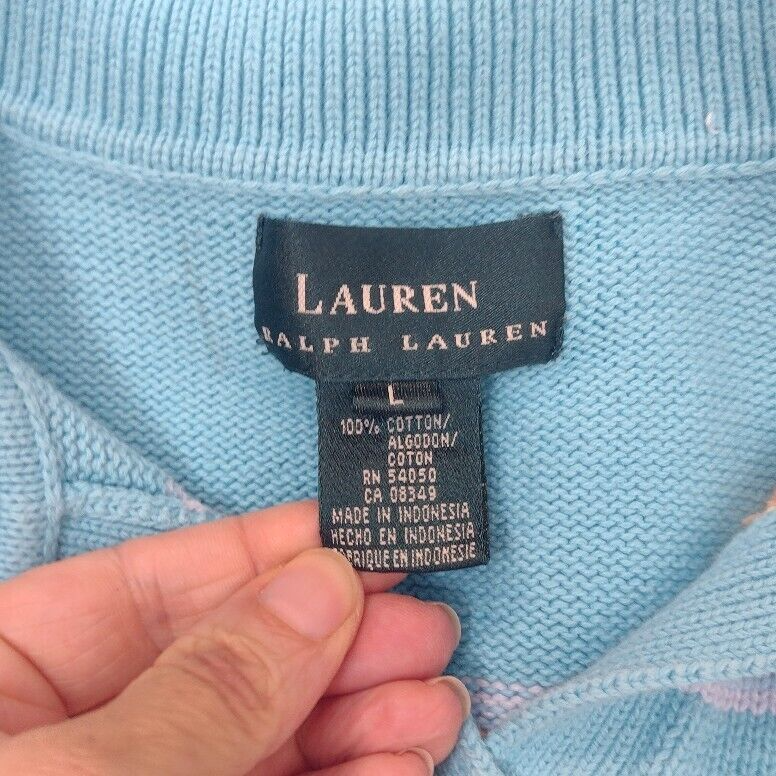 LAUREN
RALPH LAUREN
L
100% COTTON/
ALGODON/
COTON
RN 54050
CA 08349
MADE IN INDONESIA
HECHO EN INDONESIA
FABRIQUE EN INDONESIE